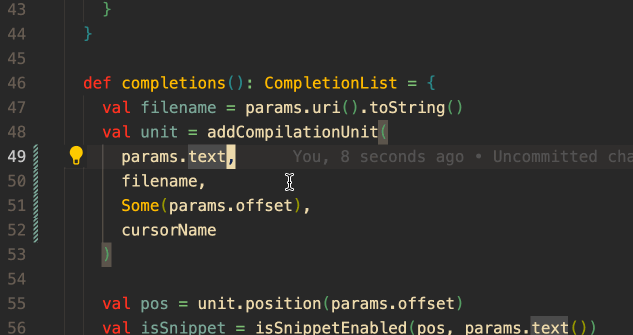 43 }
44 }
45
46 def completions(): CompletionList = {
47 val filename = params.uri().toString()
48 val unit = addCompilationUnit(
49 params.text, You, 8 seconds ago • Uncommitted cha
50 filename,
51 Some(params.offset),
52 cursorName
53 )
54
55 val pos = unit.position(params.offset)
56 val isSnippet = isSnippetEnabled(pos, params.text())